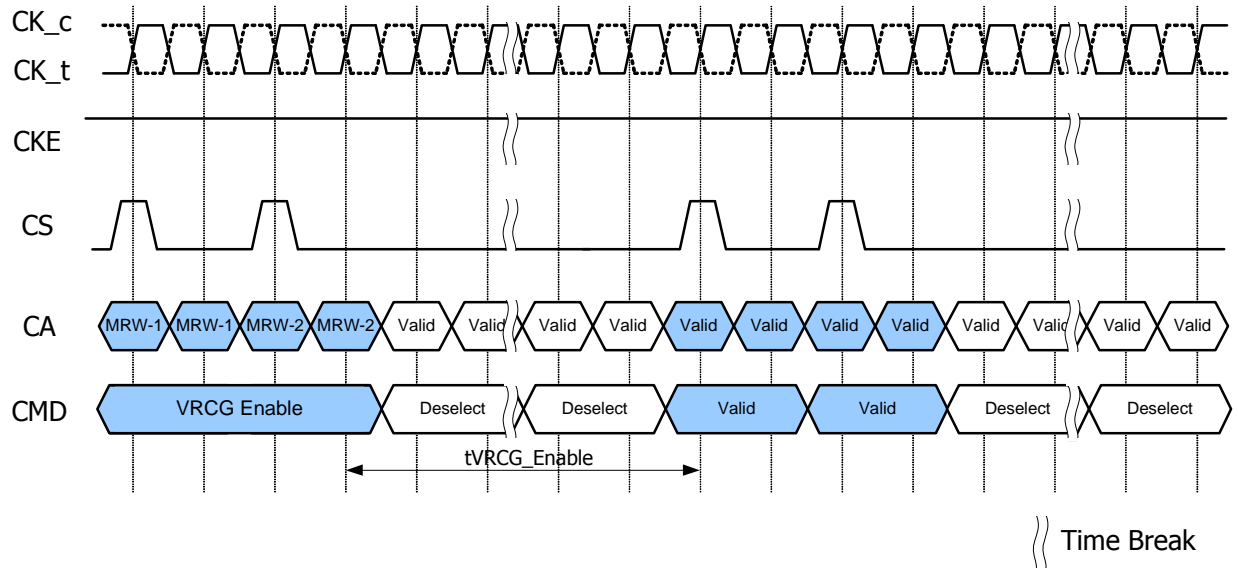 CK_c
CK_t
CKE
CS
CA MRW-1 MRW-1 MRW-2 MRW-2 Valid Valid Valid Valid Valid Valid Valid Valid Valid Valid Valid Valid
CMD VRCG Enable Deselect Deselect Valid Valid Deselect Deselect
tVRCG_Enable
Time Break